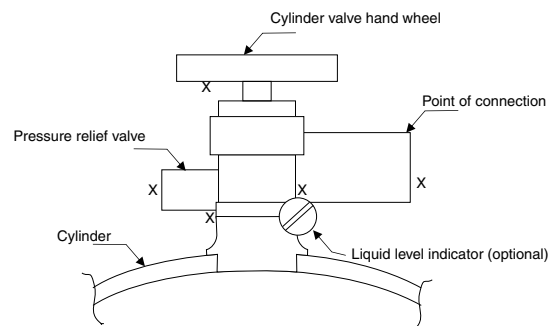 Cylinder valve hand wheel
X
Point of connection
Pressure relief valve
X
X
X
X
Cylinder
Liquid level indicator (optional)